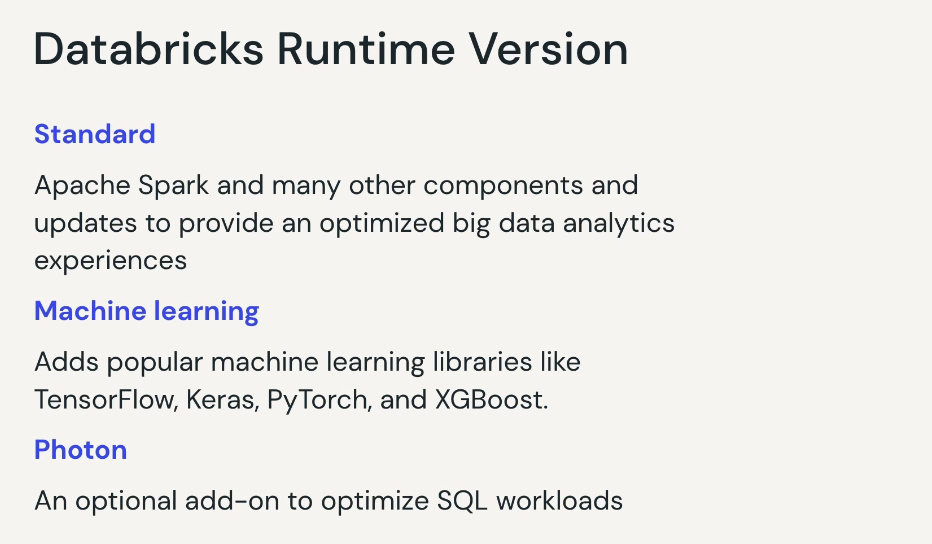 Databricks Runtime Version
Standard
Apache Spark and many other components and
updates to provide an optimized big data analytics
experiences
Machine learning
Adds popular machine learning libraries like
TensorFlow, Keras, PyTorch, and XGBoost.
Photon
An optional add-on to optimize SQL workloads